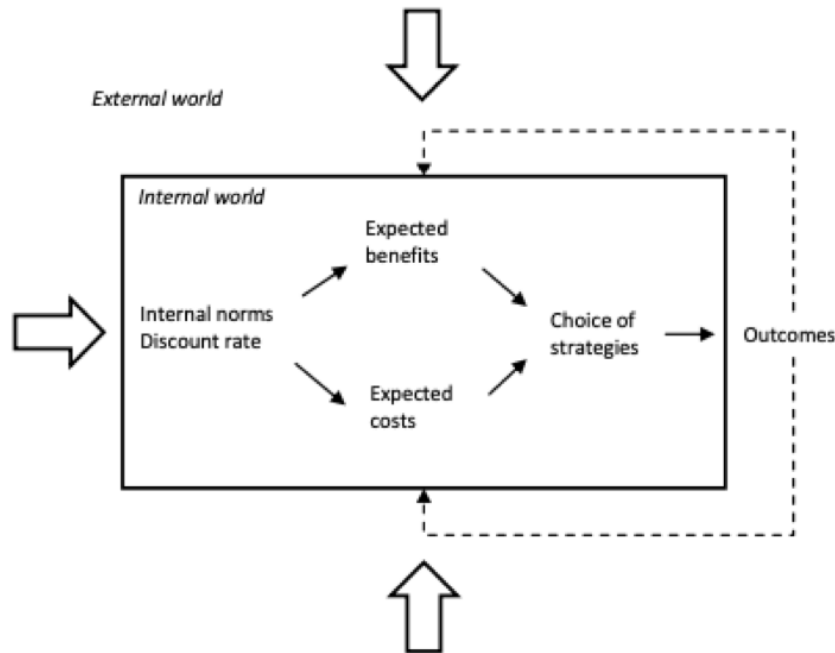 External world
Internal world
Expected
benefits
Internal norms
Discount rate
Choice of
strategies
Outcomes
Expected
costs